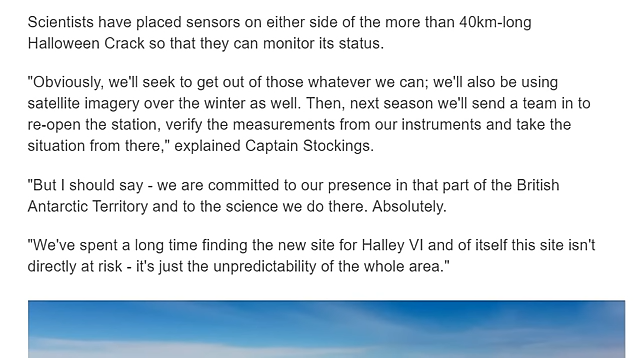 Scientists have placed sensors on either side of the more than 40km-long
Halloween Crack so that they can monitor its status.
"Obviously, we'll seek to get out of those whatever we can; we'll also be using
satellite imagery over the winter as well. Then, next season we'll send a team in to
re-open the station, verify the measurements from our instruments and take the
situation from there," explained Captain Stockings.
"But I should say - we are committed to our presence in that part of the British
Antarctic Territory and to the science we do there. Absolutely.
"We've spent a long time finding the new site for Halley VI and of itself this site isn't
directly at risk - it's just the unpredictability of the whole area."